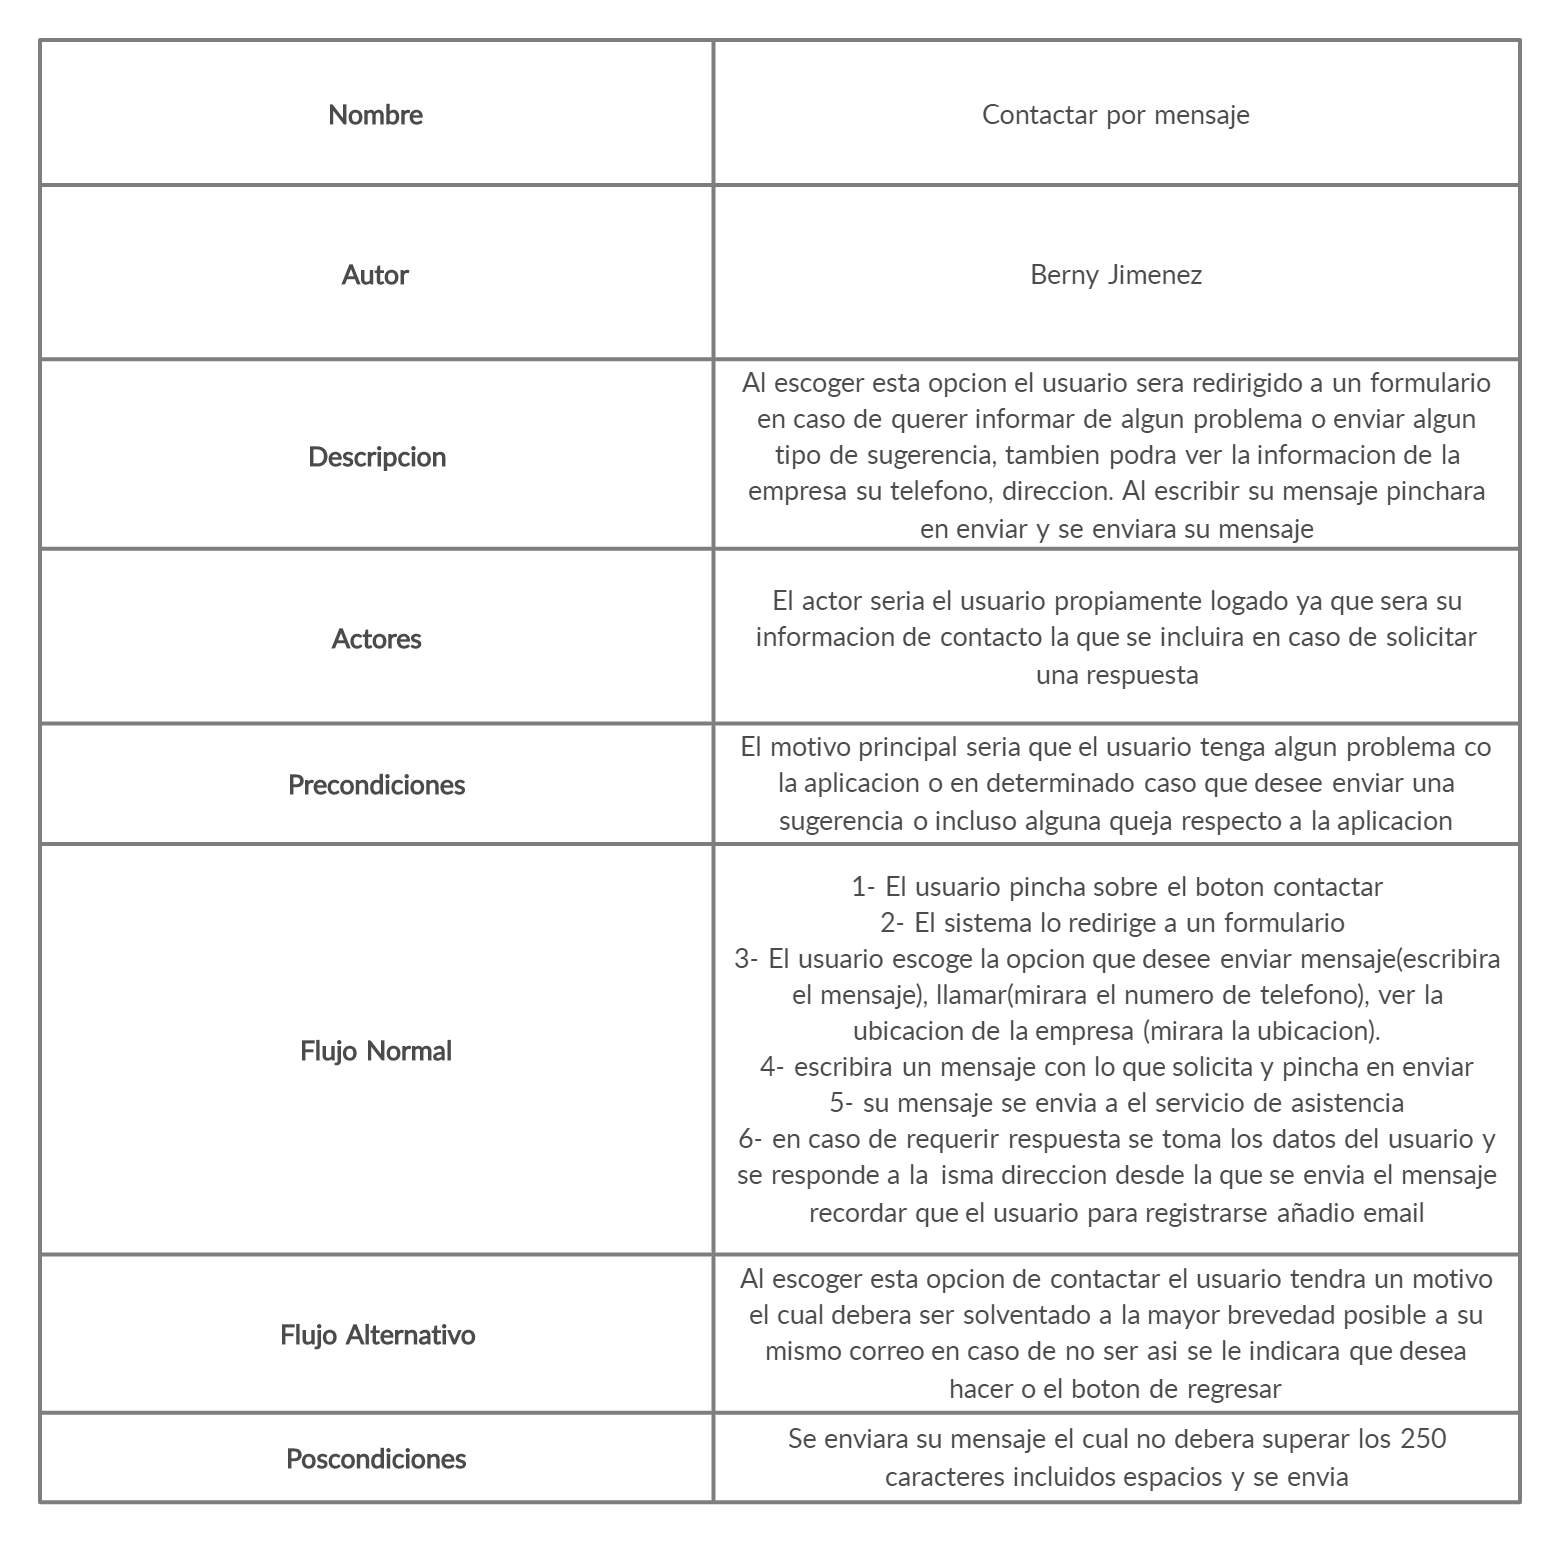 Nombre
Contactar por mensaje
Autor
Berny Jimenez
Descripcion
Al escoger esta opcion el usuario sera redirigido a un formulario
en caso de querer informar de algun problema o enviar algun
tipo de sugerencia, tambien podra ver la informacion de la
empresa su telefono, direccion. Al escribir su mensaje pinchara
en enviar y se enviara su mensaje
Actores
El actor seria el usuario propiamente logado ya que sera su
informacion de contacto la que se incluira en caso de solicitar
una respuesta
Precondiciones
El motivo principal seria que el usuario tenga algun problema co
la aplicacion o en determinado caso que desee enviar una
sugerencia o incluso alguna queja respecto a la aplicacion
Flujo Normal
1- El usuario pincha sobre el boton contactar
2- El sistema lo redirige a un formulario
3- El usuario escoge la opcion que desee enviar mensaje(escribira
el mensaje), llamar(mirara el numero de telefono), ver la
ubicacion de la empresa (mirara la ubicacion).
4- escribira un mensaje con lo que solicita y pincha en enviar
5- su mensaje se envia a el servicio de asistencia
6- en caso de requerir respuesta se toma los datos del usuario y
se responde a la isma direccion desde la que se envia el mensaje
recordar que el usuario para registrarse añadio email
Flujo Alternativo
Al escoger esta opcion de contactar el usuario tendra un motivo
el cual debera ser solventado a la mayor brevedad posible a su
mismo correo en caso de no ser asi se le indicara que desea
hacer o el boton de regresar
Poscondiciones
Se enviara su mensaje el cual no debera superar los 250
caracteres incluidos espacios y se envia